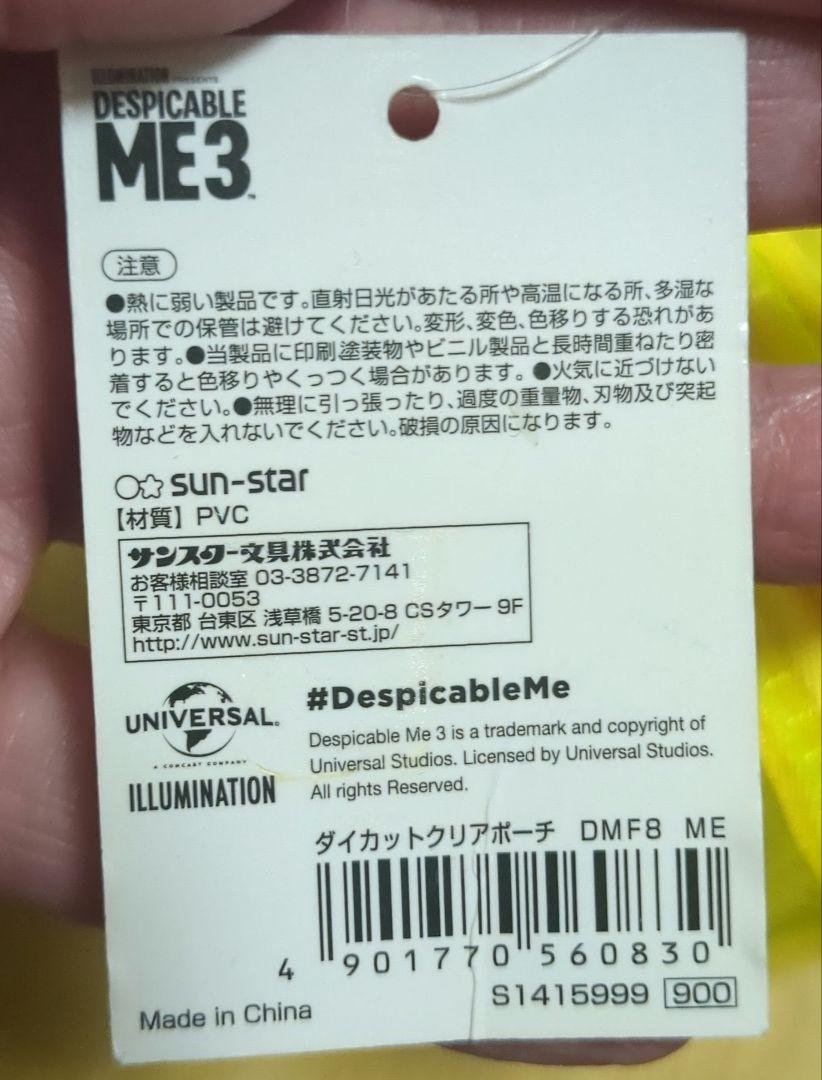 ILLUMINATION PRESENTS
DESPICABLE
ME3
注意
●熱に弱い製品です。直射日光があたる所や高温になる所、多湿な
場所での保管は避けてください。変形、変色、色移りする恐れがあ
ります。●当製品に印刷塗装物やビニル製品と長時間重ねたり密
着すると色移りやくっつく場合があります。●火気に近づけない
でください。●無理に引っ張ったり、過度の重量物、刃物及び突起
物などを入れないでください。破損の原因になります。
sun-star
【材質】PVC
サンスター文具株式会社
お客様相談室 03-3872-7141
〒111-0053
東京都 台東区 浅草橋 5-20-8 CSタワー 9F
http://www.sun-star-st.jp/
UNIVERSAL
A COMCAST COMPANY
ILLUMINATION
#DespicableMe
Despicable Me 3 is a trademark and copyright of
Universal Studios. Licensed by Universal Studios.
All rights Reserved.
ダイカットクリアポーチ DMF8 ME
4 901770 560830
S1415999 900
Made in China